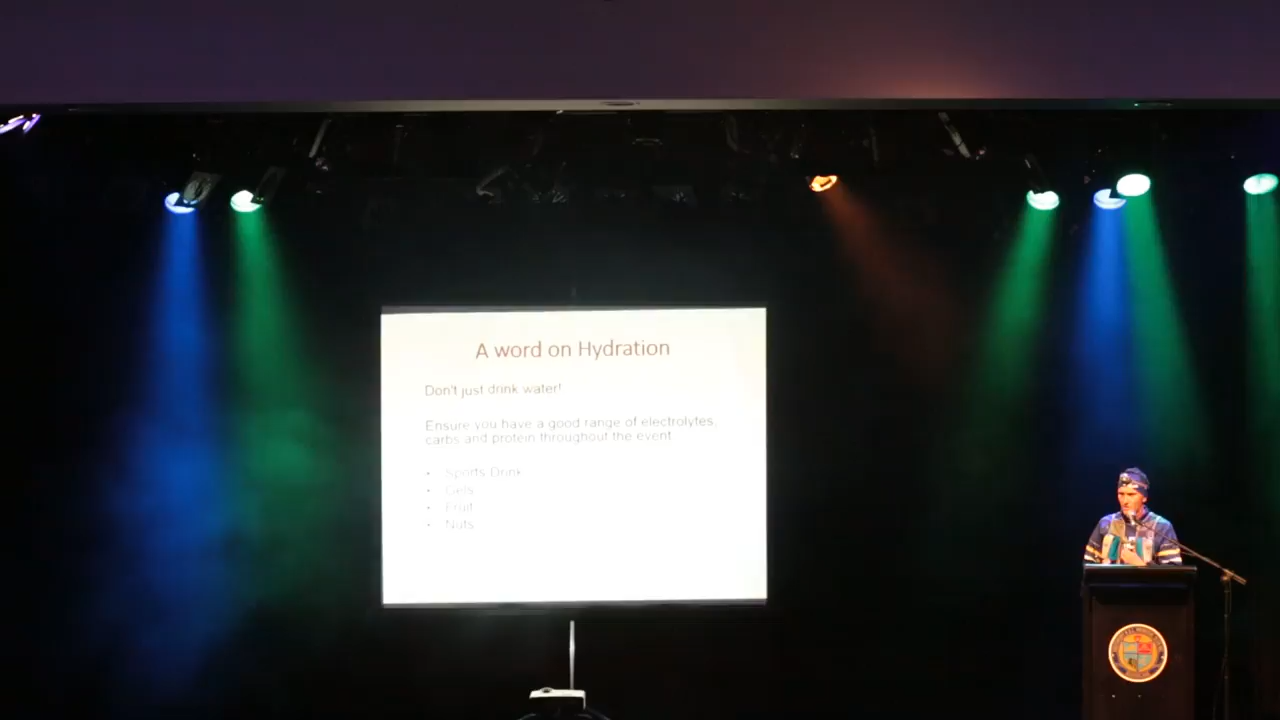 A word on Hydration
Don't just drink water!
Ensure you have a good range of electrolytes,
carbs and protein throughout the event
• Sports Drink
• Gels
• Fruit
• Nuts